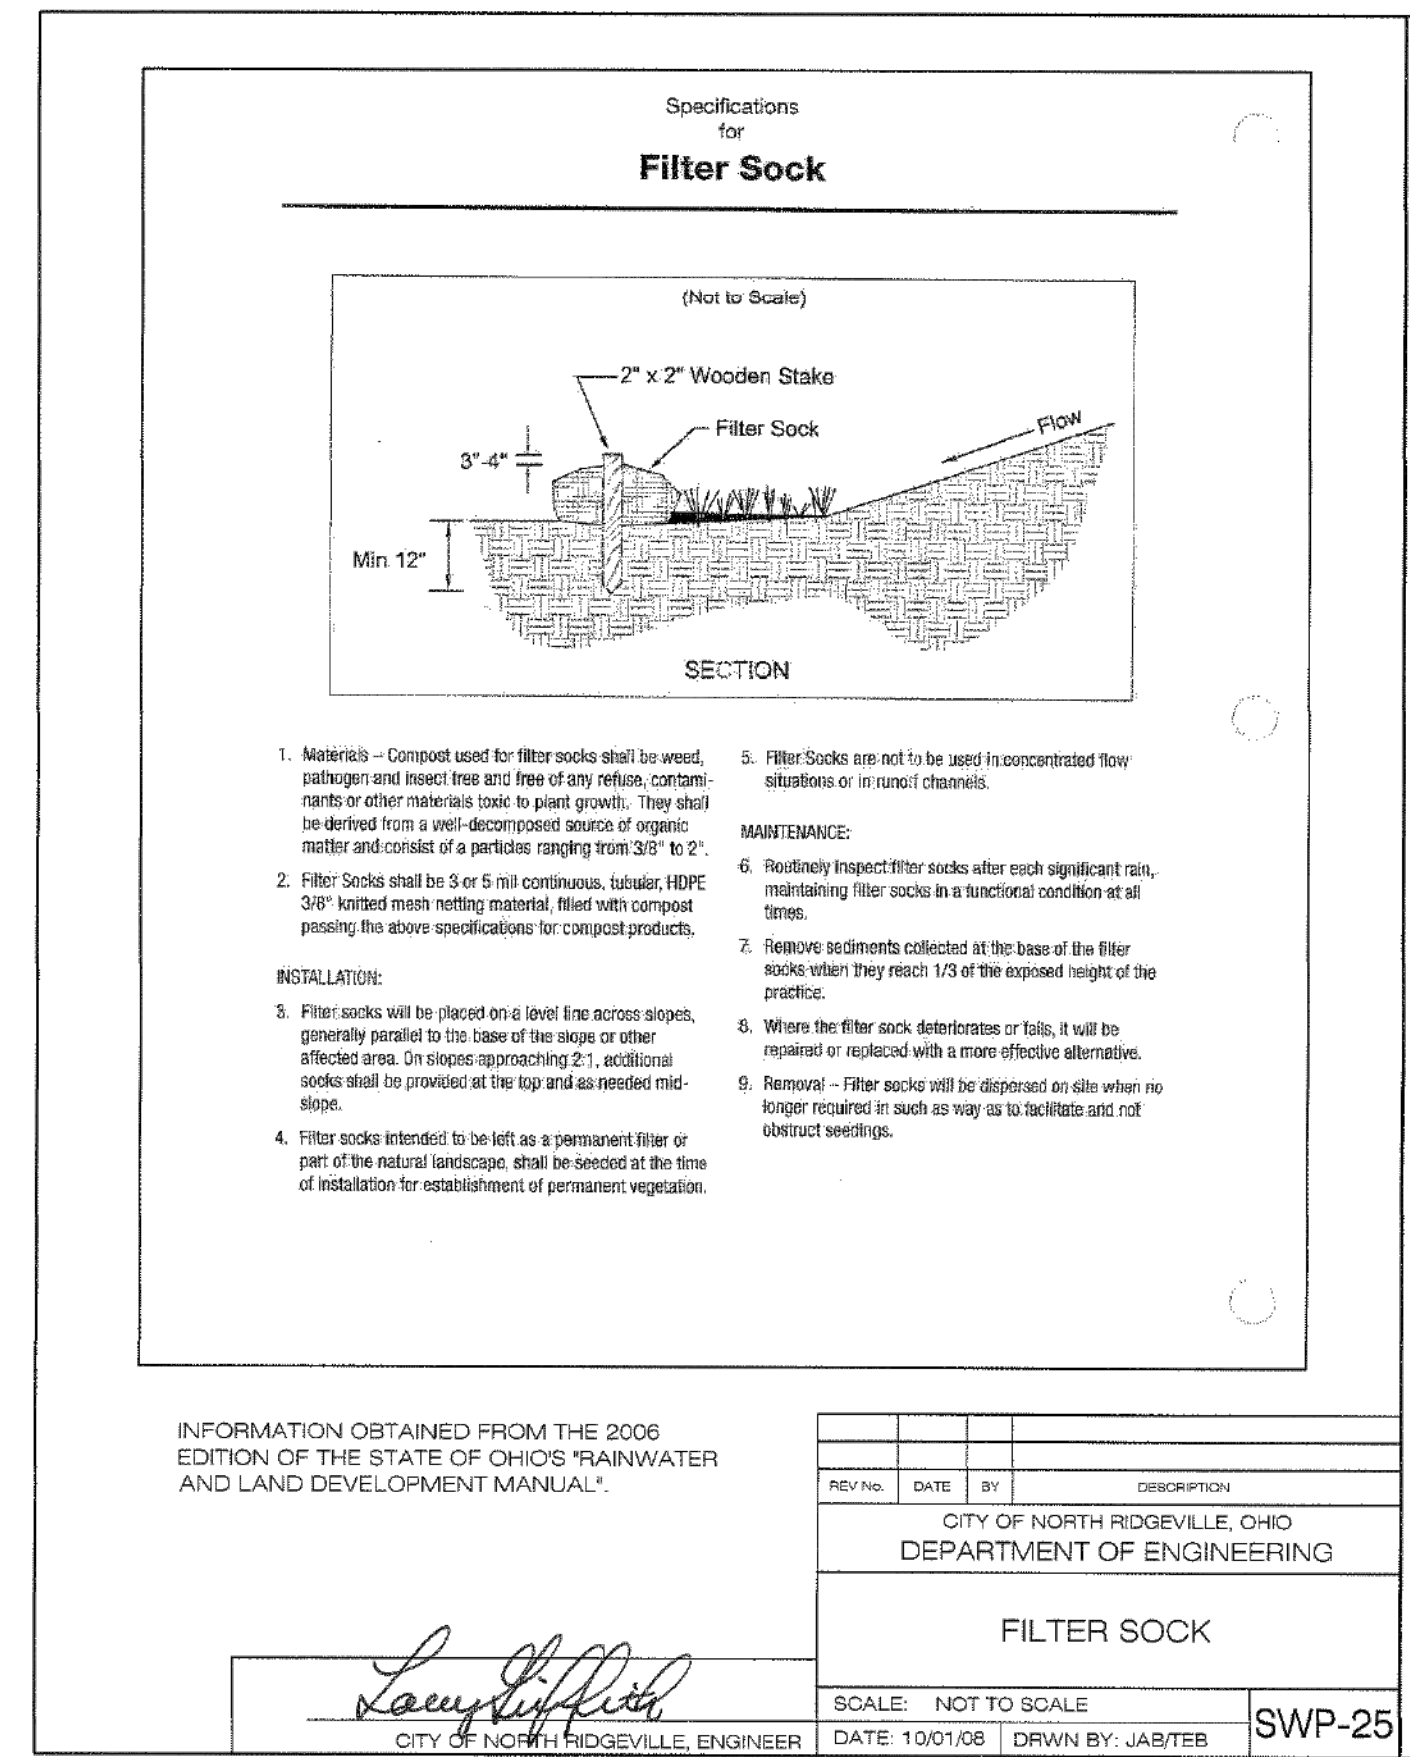 Specifications
for
Filter Sock
(Not to Scale)
2" x 2" Wooden Stake
Filter Sock
Flow
3"-4"
Min 12"
SECTION
1. Materials – Compost used for filter socks shall be weed,
pathogen and insect free and free of any refuse, contami-
nants or other materials toxic to plant growth. They shall
be derived from a well-decomposed source of organic
matter and consist of a particles ranging from 3/8" to 2".
2. Filter Socks shall be 3 or 5 mil continuous, tubular, HDPE
3/8" knitted mesh netting material, filled with compost
passing the above specifications for compost products.
INSTALLATION:
3. Filter socks will be placed on a level line across slopes,
generally parallel to the base of the slope or other
affected area. On slopes approaching 2:1, additional
socks shall be provided at the top and as needed mid-
slope.
4. Filter socks intended to be left as a permanent filter or
part of the natural landscape, shall be seeded at the time
of installation for establishment of permanent vegetation.
5. Filter Socks are not to be used in concentrated flow
situations or in runoff channels.
MAINTENANCE:
6. Routinely inspect filter socks after each significant rain,
maintaining filter socks in a functional condition at all
times.
7. Remove sediments collected at the base of the filter
socks when they reach 1/3 of the exposed height of the
practice.
8. Where the filter sock deteriorates or fails, it will be
repaired or replaced with a more effective alternative.
9. Removal – Filter socks will be dispersed on site when no
longer required in such as way as to facilitate and not
obstruct seedings.
INFORMATION OBTAINED FROM THE 2006
EDITION OF THE STATE OF OHIO'S "RAINWATER
AND LAND DEVELOPMENT MANUAL".
REV No. DATE BY DESCRIPTION
CITY OF NORTH RIDGEVILLE, OHIO
DEPARTMENT OF ENGINEERING
FILTER SOCK
Larry Griffith
CITY OF NORTH RIDGEVILLE, ENGINEER
SCALE: NOT TO SCALE
DATE: 10/01/08 DRWN BY: JAB/TEB
SWP-25